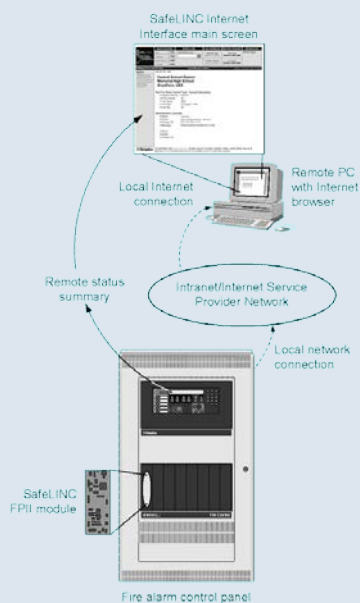 SafeLINC Internet
Interface main screen
Remote PC
with Internet
browser
Local Internet
connection
Remote status
summary
Intranet/Internet Service
Provider Network
Local network
connection
SafeLINC
FPII module
Fire alarm control panel